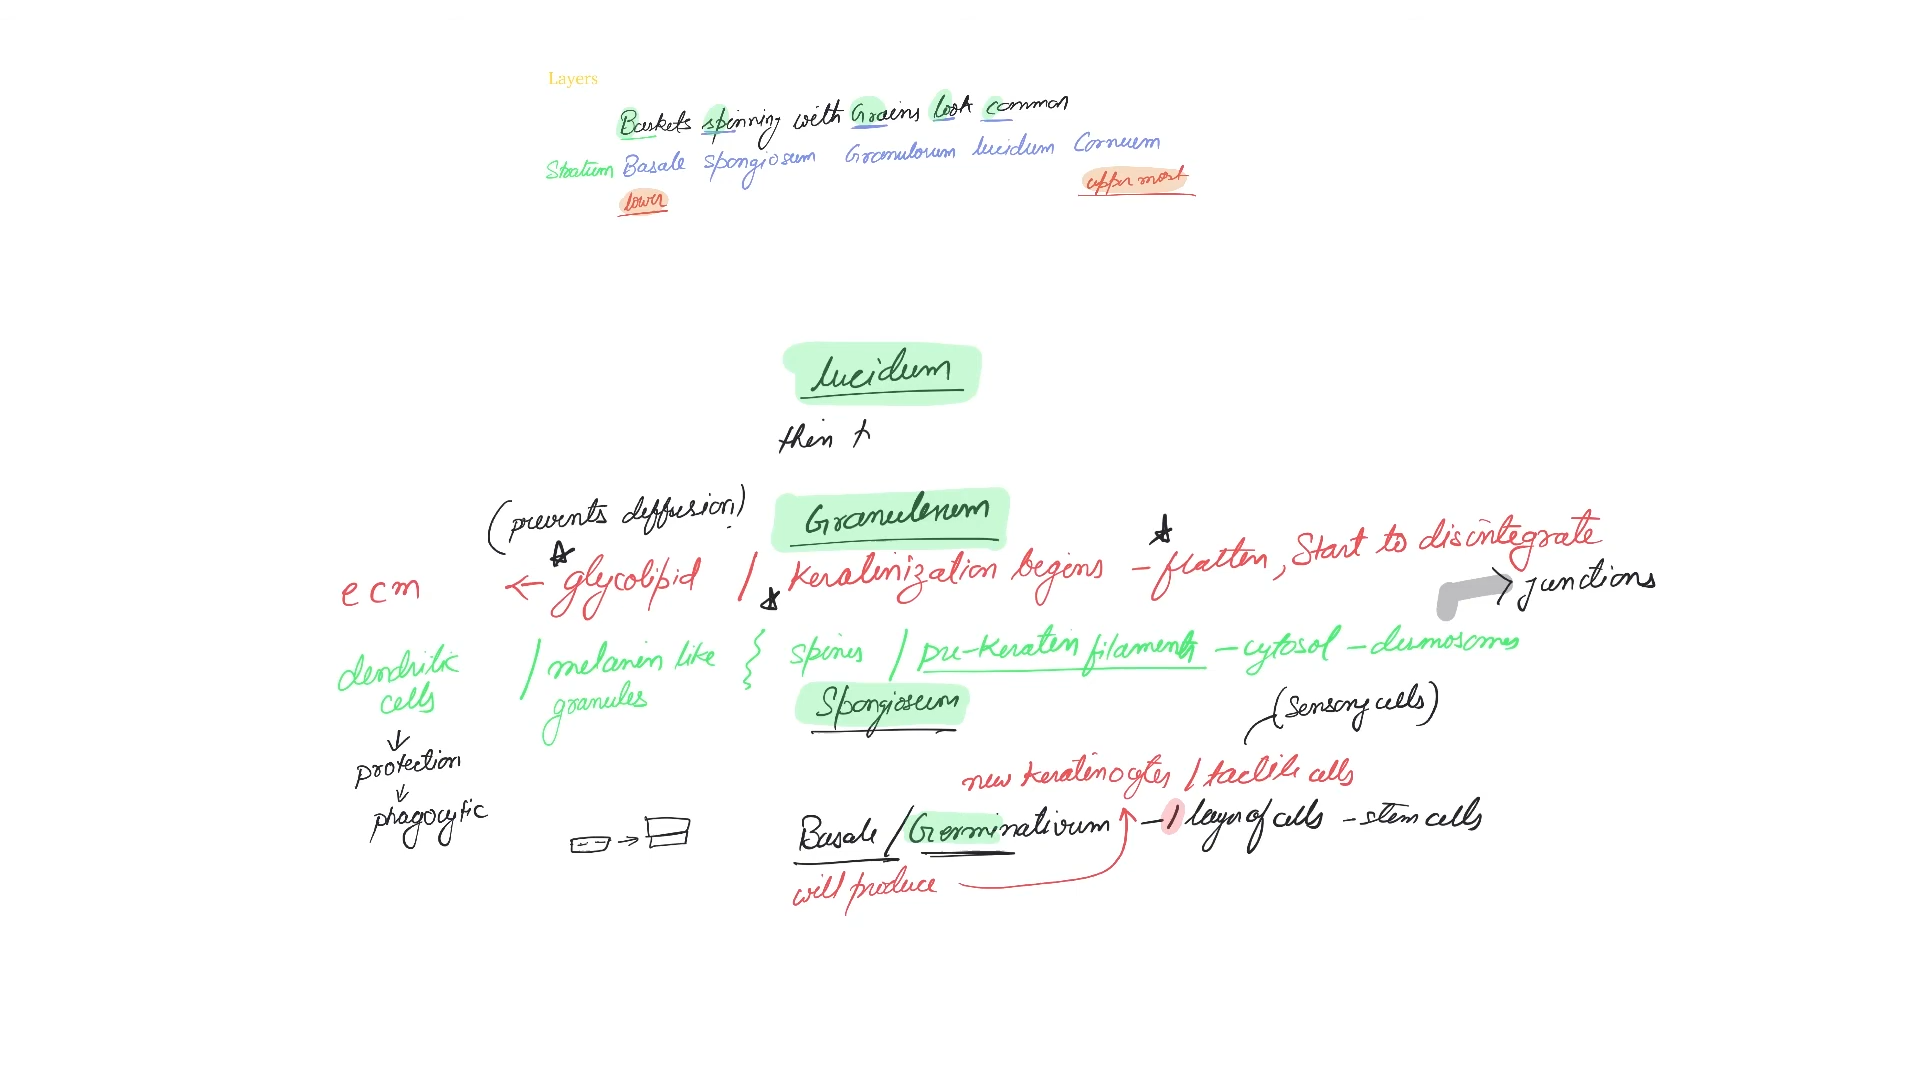 Layers
Baskets spinning with Grains look common
Stratum Basale spongiosum Granulorum lucidum Corneum
upper most
lower
lucidum
thin t
(prevents diffusion)
Granulenum
ecm ← glycolipid / Keratinization begins - flatten, Start to disintegrate
> junctions
dendritic cells / melanin like granules } spines / pre-keratin filaments - cytosol - desmosomes
Spongiosum
(Sensory cells)
↓
protection
↓
phagocytic
new keratinocytes / tactile cells
Basale / Germinativum - 1 layer of cells - stem cells
will produce